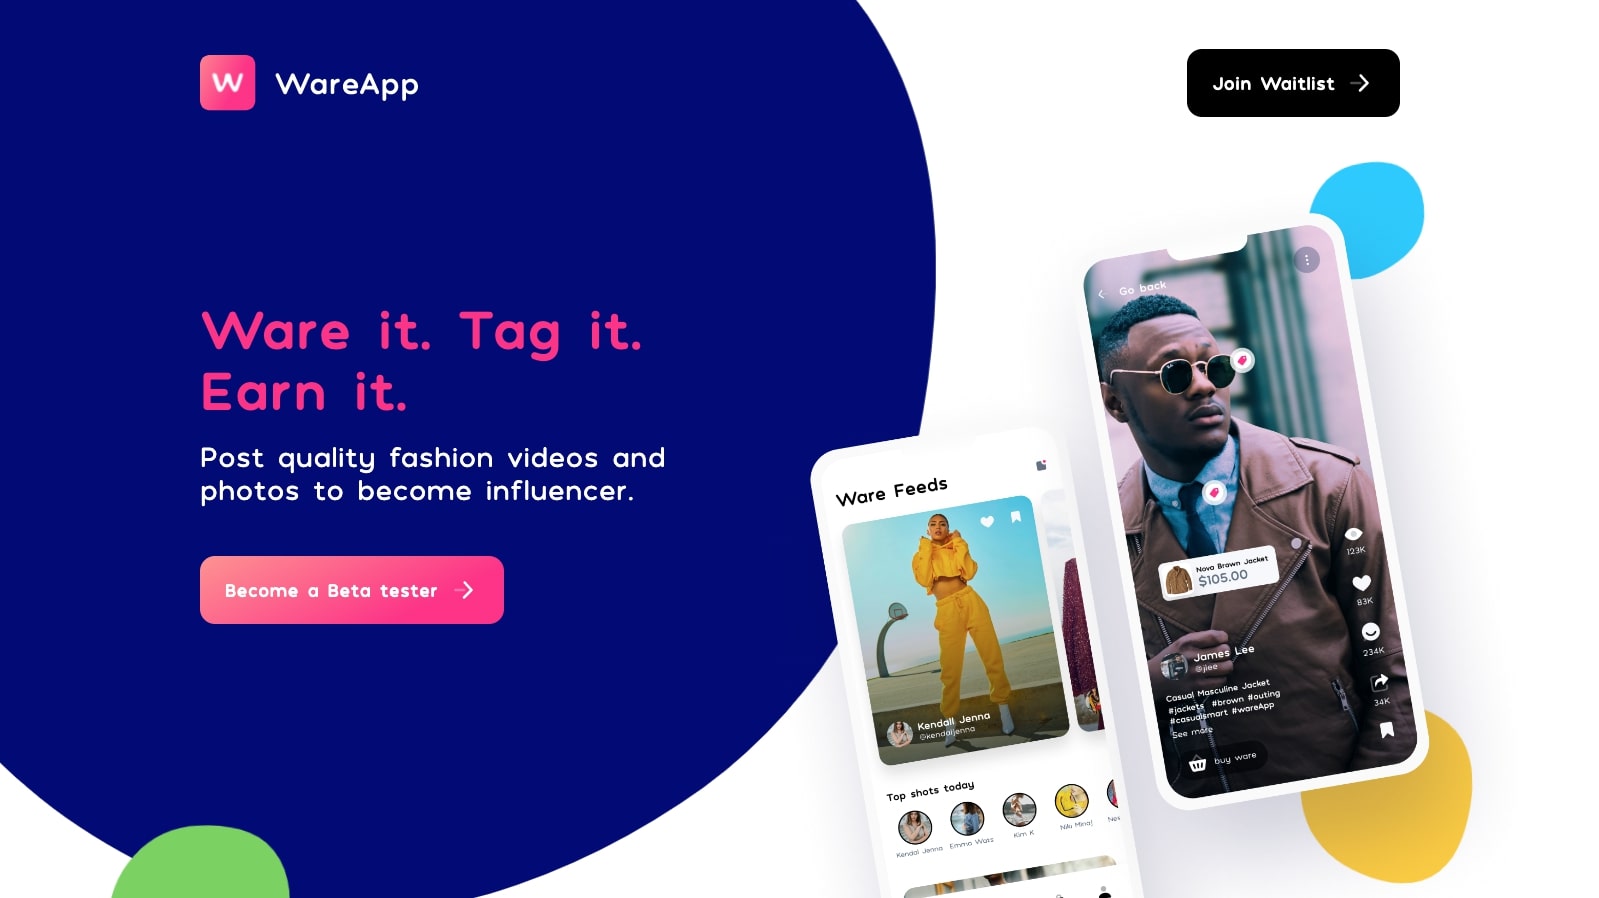 W WareApp
Join Waitlist
Ware it. Tag it.
Earn it.
Post quality fashion videos and
photos to become influencer.
Become a Beta tester
Go back
Nova Brown Jacket
$105.00
123K
83K
234K
34K
James Lee
@jlee
Casual Masculine Jacket
#jackets #brown #outing
#casualsmart #wareApp
See more
buy ware
Ware Feeds
Kendall Jenna
@kendaljenna
Top shots today
Kendal Jenna
Emma Wats
Kim K
Niki Minaj